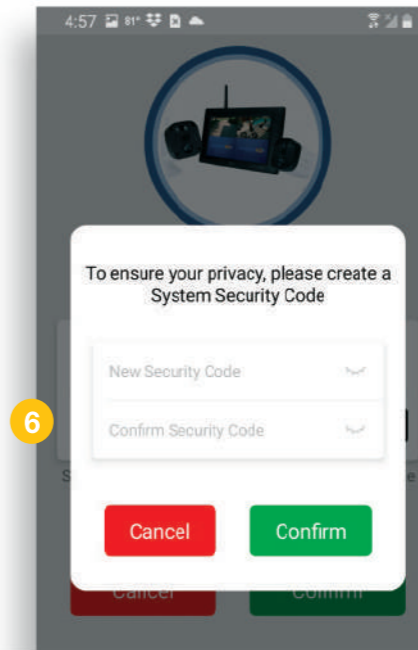 4:57 81°
To ensure your privacy, please create a
System Security Code
New Security Code
6
Confirm Security Code
Cancel Confirm
Cancel Confirm